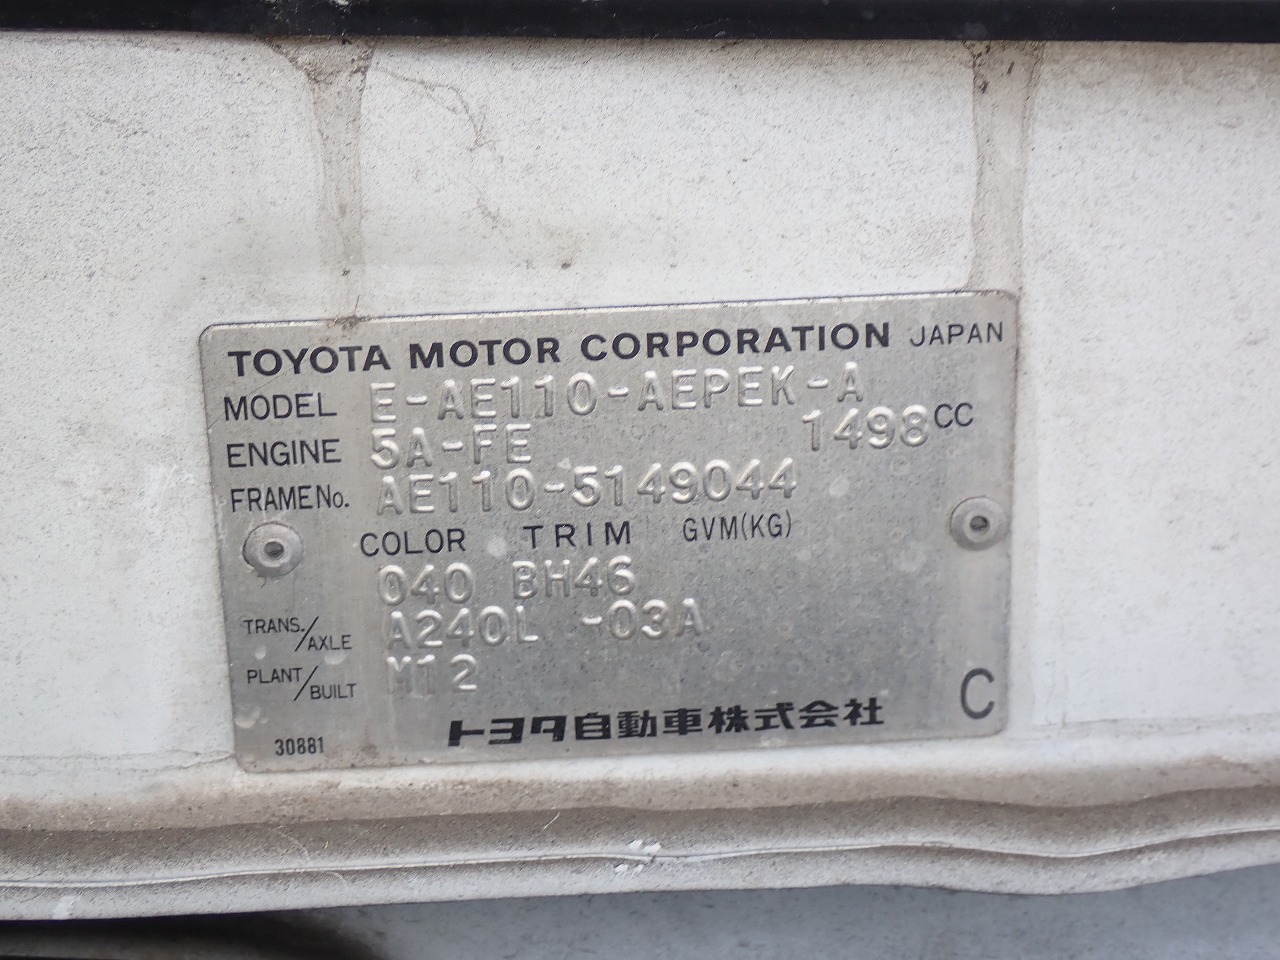 TOYOTA MOTOR CORPORATION JAPAN
MODEL E-AE110-AEPEK-A
ENGINE 5A-FE 1498CC
FRAME No. AE110-5149044
COLOR TRIM GVM(KG)
040 BH46
TRANS./AXLE A240L -03A
PLANT/BUILT M12
トヨタ自動車株式会社 C
30881